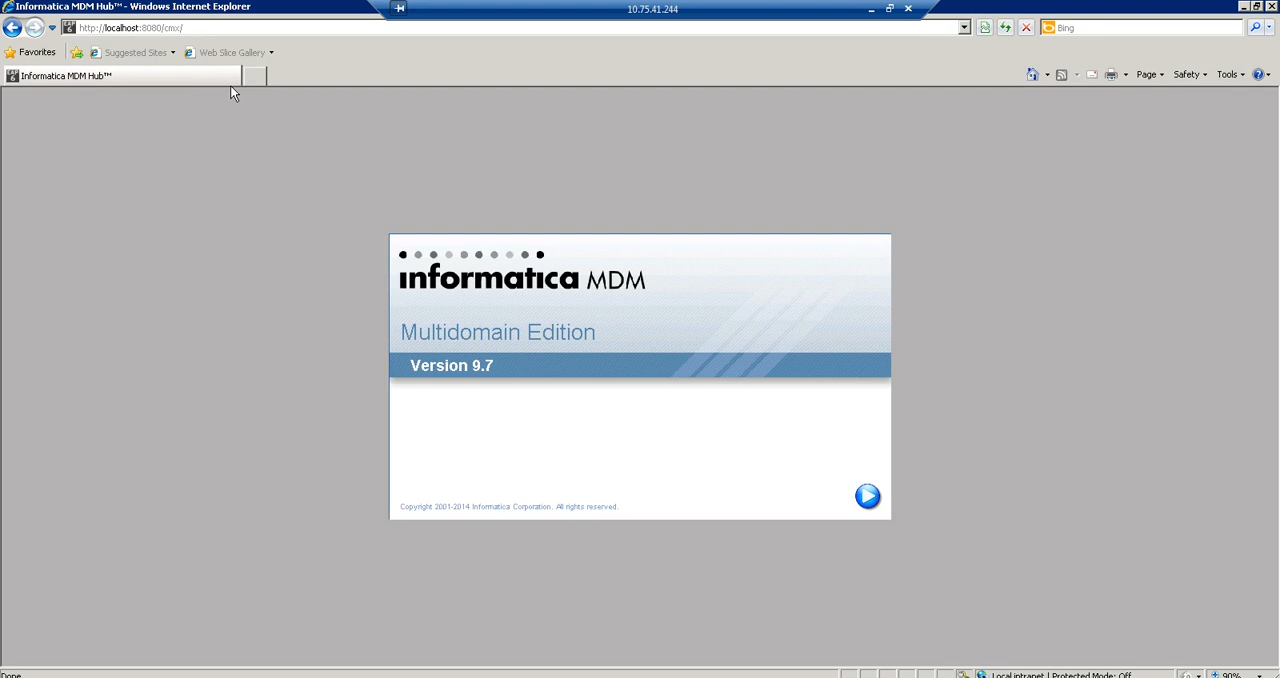 Informatica MDM Hub™ - Windows Internet Explorer
10.75.41.244
http://localhost:8080/cmx/
Bing
Favorites
Suggested Sites
Web Slice Gallery
Informatica MDM Hub™
Page
Safety
Tools
informatica MDM
Multidomain Edition
Version 9.7
Copyright 2001-2014 Informatica Corporation. All rights reserved.
Done
Local intranet | Protected Mode: Off
90%